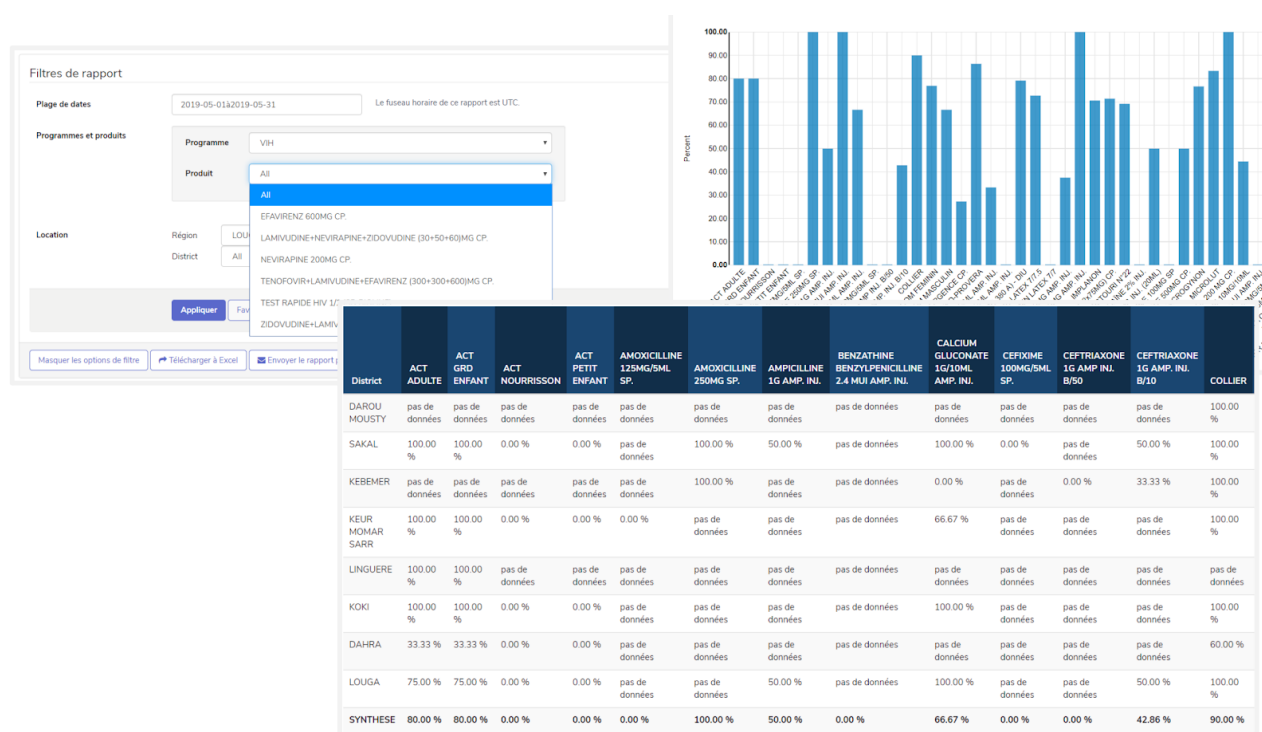 Filtres de rapport
Plage de dates
2019-05-01à2019-05-31
Le fuseau horaire de ce rapport est UTC.
Programmes et produits
Programme
VIH
Produit
All
All
EFAVIRENZ 600MG CP.
LAMIVUDINE+NEVIRAPINE+ZIDOVUDINE (30+50+60)MG CP.
NEVIRAPINE 200MG CP.
TENOFOVIR+LAMIVUDINE+EFAVIRENZ (300+300+600)MG CP.
TEST RAPIDE HIV
Location
Région
District
All
Appliquer
Masquer les options de filtre
Télécharger à Excel
Envoyer le rapport
100.00
90.00
80.00
70.00
60.00
50.00
40.00
30.00
20.00
10.00
0.00
Percent
District
ACT ADULTE
ACT GRD ENFANT
ACT NOURRISSON
ACT PETIT ENFANT
AMOXICILLINE 125MG/5ML SP.
AMOXICILLINE 250MG SP.
AMPICILLINE 1G AMP. INJ.
BENZATHINE BENZYLPENICILLINE 2.4 MUI AMP. INJ.
CALCIUM GLUCONATE 1G/10ML AMP. INJ.
CEFIXIME 100MG/5ML SP.
CEFTRIAXONE 1G AMP INJ. B/50
CEFTRIAXONE 1G AMP. INJ. B/10
COLLIER
DAROU MOUSTY pas de données pas de données pas de données pas de données pas de données pas de données pas de données pas de données pas de données pas de données pas de données pas de données 100.00 %
SAKAL 100.00 % 100.00 % 0.00 % 0.00 % pas de données 100.00 % 50.00 % pas de données 100.00 % 0.00 % pas de données 50.00 % 100.00 %
KEBEMER pas de données pas de données pas de données pas de données pas de données 100.00 % pas de données pas de données 0.00 % pas de données 0.00 % 33.33 % 100.00 %
KEUR MOMAR SARR 100.00 % 100.00 % 0.00 % 0.00 % 0.00 % pas de données pas de données pas de données 66.67 % pas de données pas de données pas de données 100.00 %
LINGUERE 100.00 % 100.00 % pas de données pas de données pas de données pas de données pas de données pas de données pas de données pas de données pas de données pas de données pas de données
KOKI 100.00 % 100.00 % 0.00 % 0.00 % pas de données pas de données pas de données pas de données 100.00 % pas de données pas de données pas de données 100.00 %
DAHRA 33.33 % 33.33 % 0.00 % 0.00 % pas de données pas de données pas de données pas de données pas de données pas de données pas de données pas de données 60.00 %
LOUGA 75.00 % 75.00 % 0.00 % 0.00 % pas de données pas de données 50.00 % pas de données 100.00 % pas de données pas de données 50.00 % 100.00 %
SYNTHESE 80.00 % 80.00 % 0.00 % 0.00 % 0.00 % 100.00 % 50.00 % 0.00 % 66.67 % 0.00 % 0.00 % 42.86 % 90.00 %